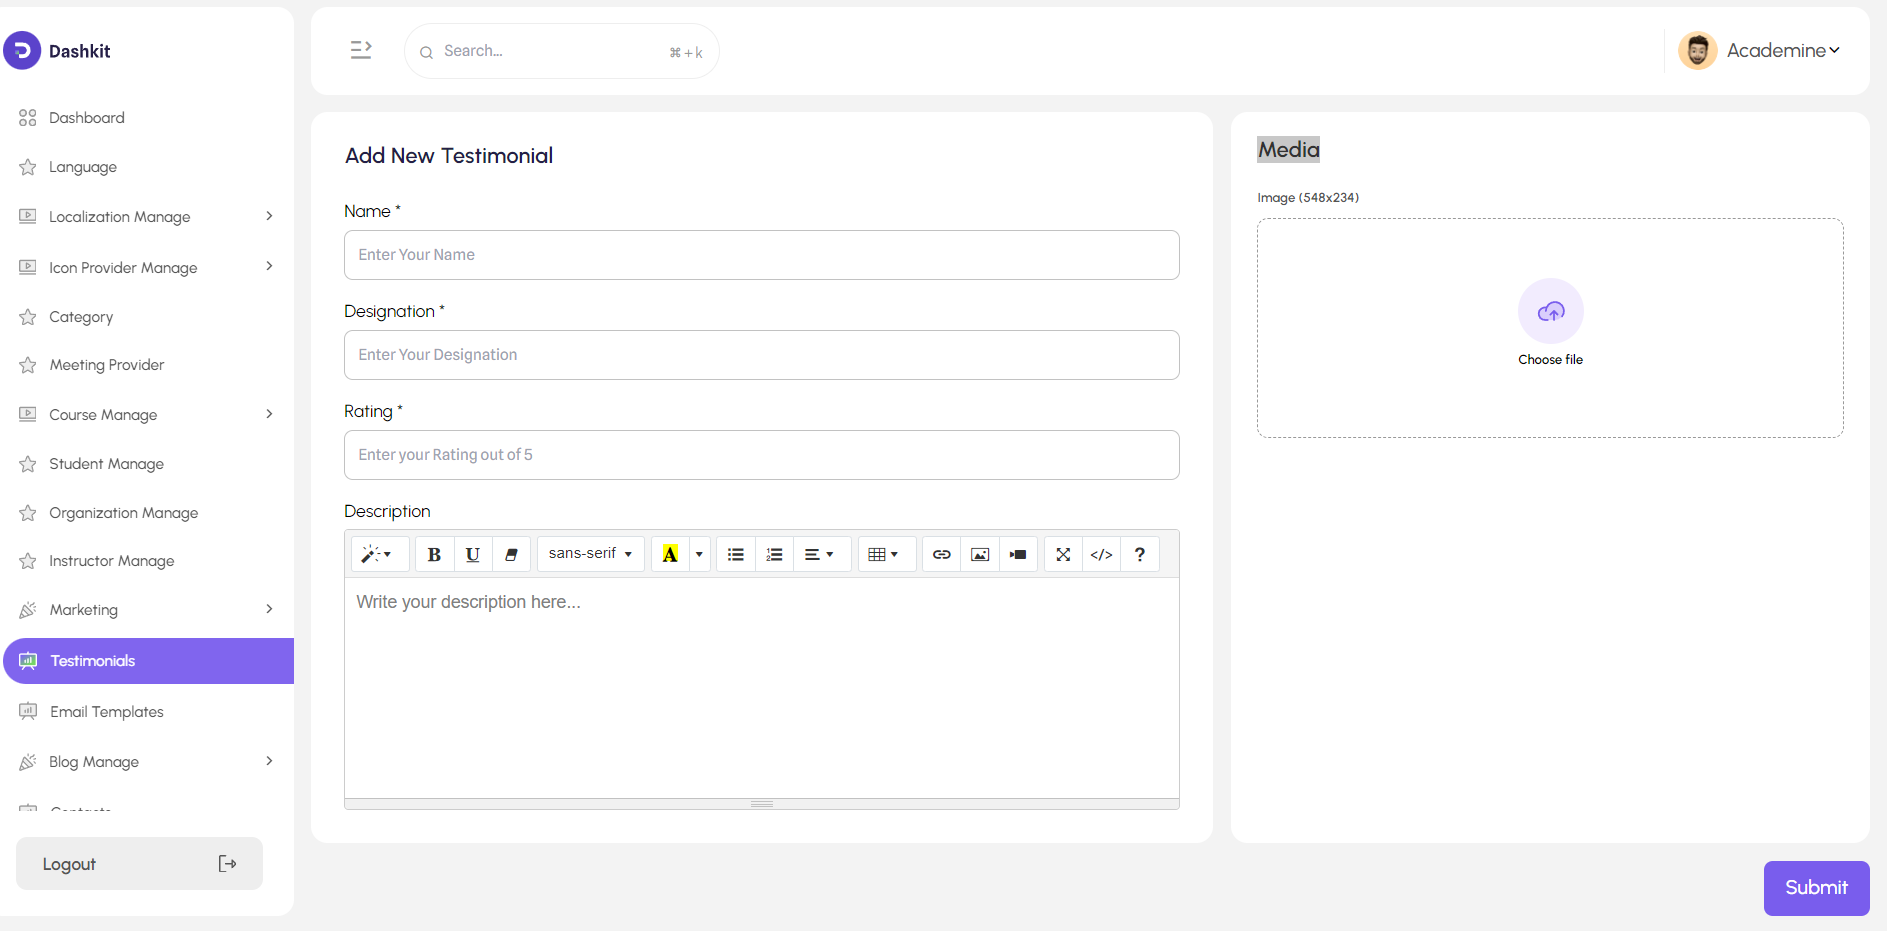 Dashkit
Dashboard
Language
Localization Manage
Icon Provider Manage
Category
Meeting Provider
Course Manage
Student Manage
Organization Manage
Instructor Manage
Marketing
Testimonials
Email Templates
Blog Manage
Contacts
Logout
Search...
⌘ + k
Academine
Add New Testimonial
Name *
Enter Your Name
Designation *
Enter Your Designation
Rating *
Enter your Rating out of 5
Description
B U sans-serif A </> ?
Write your description here...
Media
Image (548x234)
Choose file
Submit